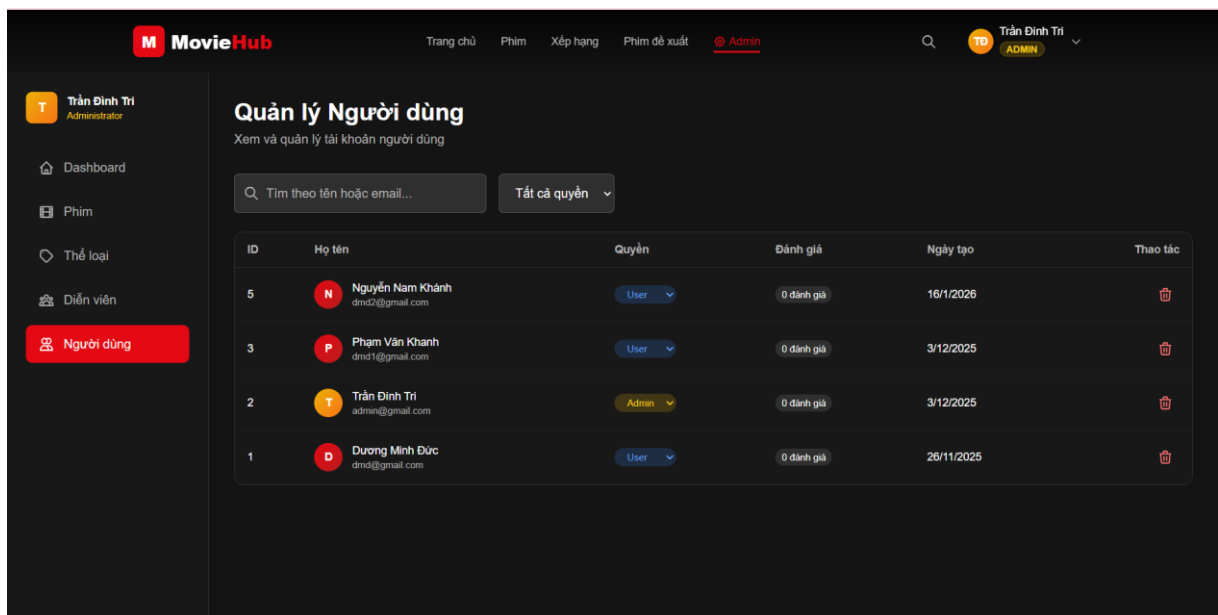 M MovieHub
Trang chủ Phim Xếp hạng Phim đề xuất Admin
TĐ Trần Đình Trí
ADMIN
T Trần Đình Trí
Administrator
Dashboard
Phim
Thể loại
Diễn viên
Người dùng
Quản lý Người dùng
Xem và quản lý tài khoản người dùng
Tìm theo tên hoặc email... Tất cả quyền
ID Họ tên Quyền Đánh giá Ngày tạo Thao tác
5 N Nguyễn Nam Khánh User 0 đánh giá 16/1/2026
dmd2@gmail.com
3 P Phạm Văn Khanh User 0 đánh giá 3/12/2025
dmd1@gmail.com
2 T Trần Đình Trí Admin 0 đánh giá 3/12/2025
admin@gmail.com
1 D Dương Minh Đức User 0 đánh giá 26/11/2025
dmd@gmail.com